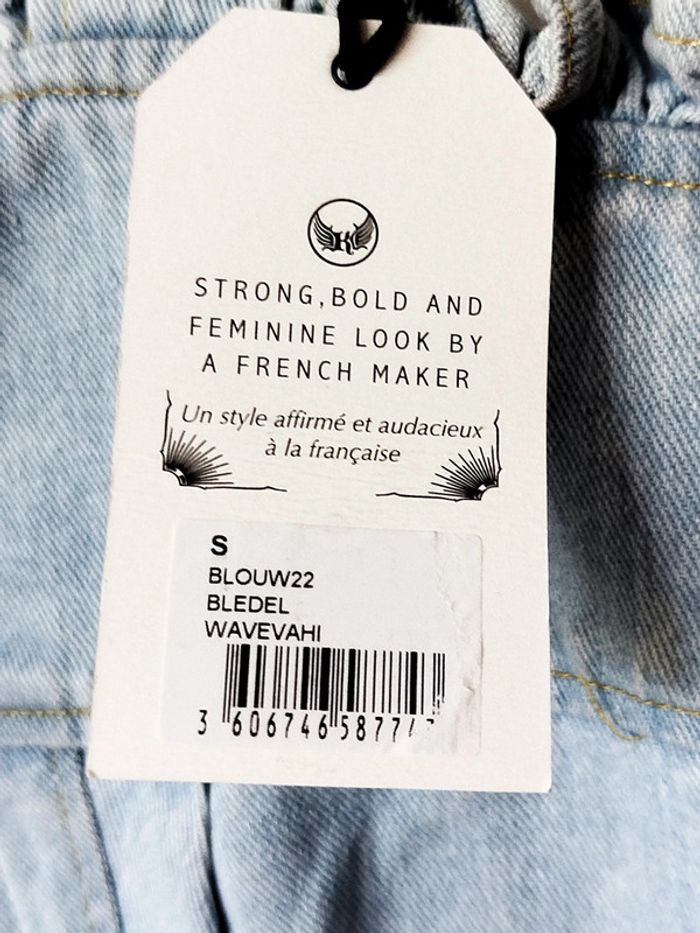 K
STRONG, BOLD AND
FEMININE LOOK BY
A FRENCH MAKER
Un style affirmé et audacieux
à la française
S
BLOUW22
BLEDEL
WAVEVAHI